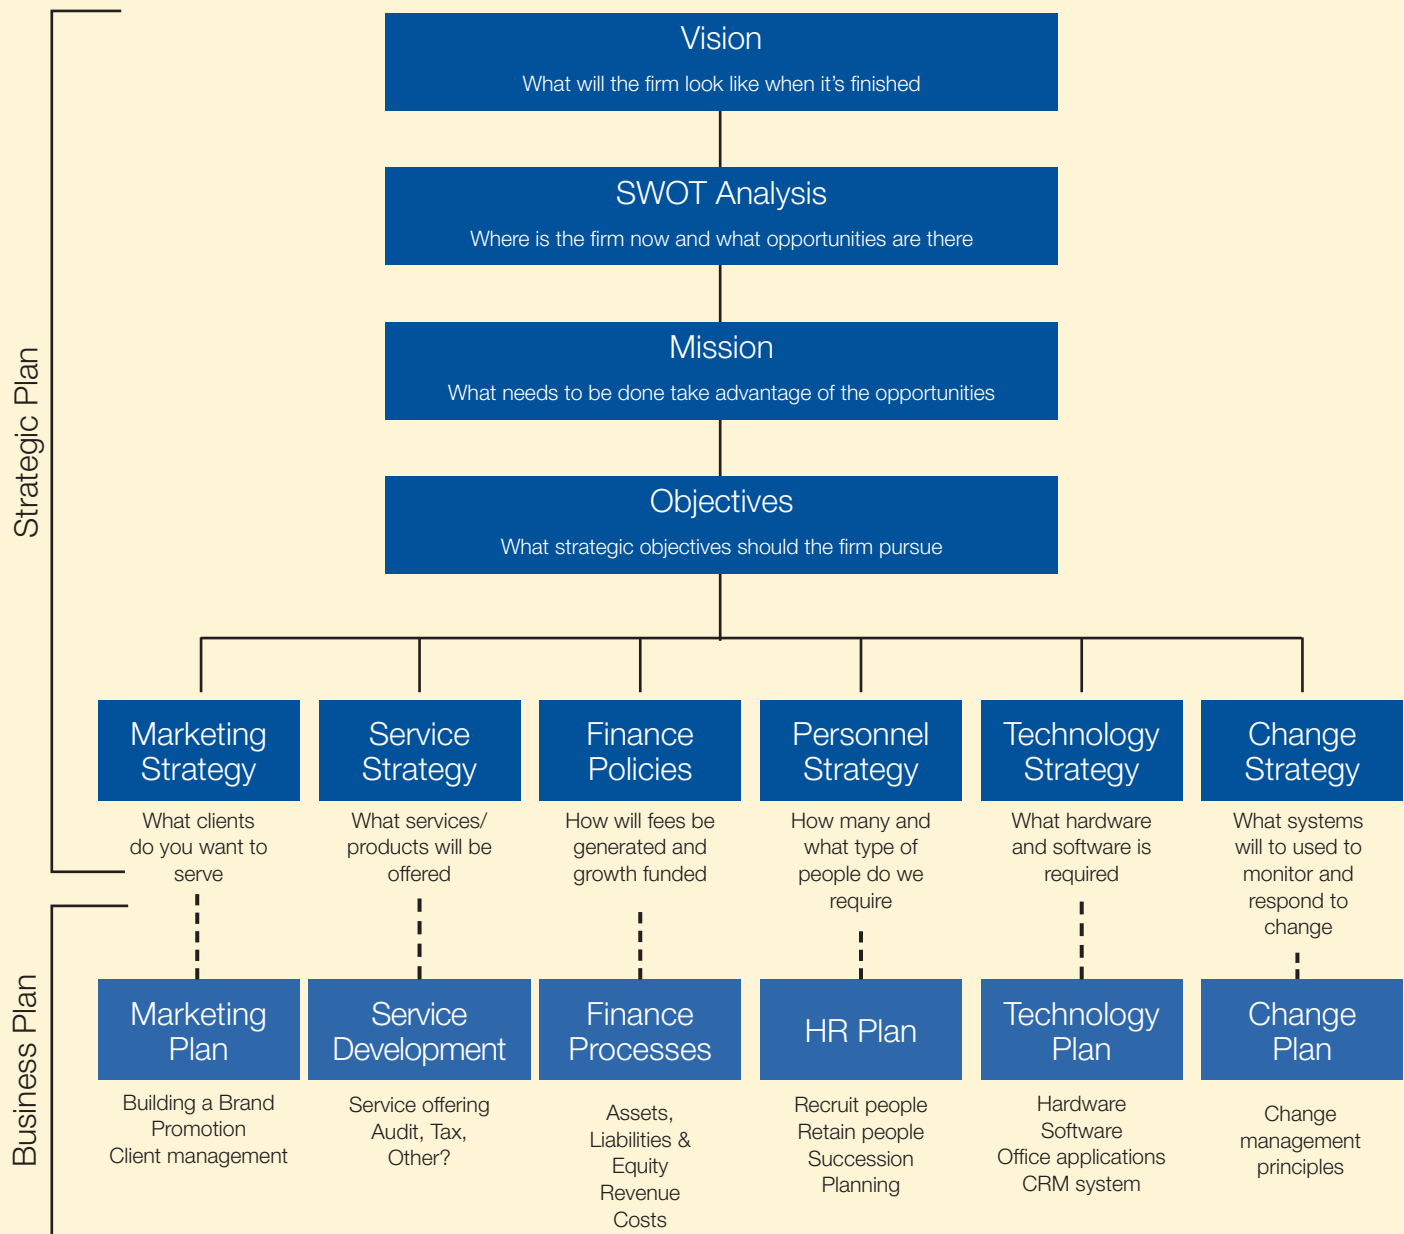 Strategic Plan
Vision
What will the firm look like when it’s finished
SWOT Analysis
Where is the firm now and what opportunities are there
Mission
What needs to be done take advantage of the opportunities
Objectives
What strategic objectives should the firm pursue
Marketing
Strategy
What clients
do you want to
serve
Service
Strategy
What services/
products will be
offered
Finance
Policies
How will fees be
generated and
growth funded
Personnel
Strategy
How many and
what type of
people do we
require
Technology
Strategy
What hardware
and software is
required
Change
Strategy
What systems
will to used to
monitor and
respond to
change
Business Plan
Marketing
Plan
Building a Brand
Promotion
Client management
Service
Development
Service offering
Audit, Tax,
Other?
Finance
Processes
Assets,
Liabilities &
Equity
Revenue
Costs
HR Plan
Recruit people
Retain people
Succession
Planning
Technology
Plan
Hardware
Software
Office applications
CRM system
Change
Plan
Change
management
principles